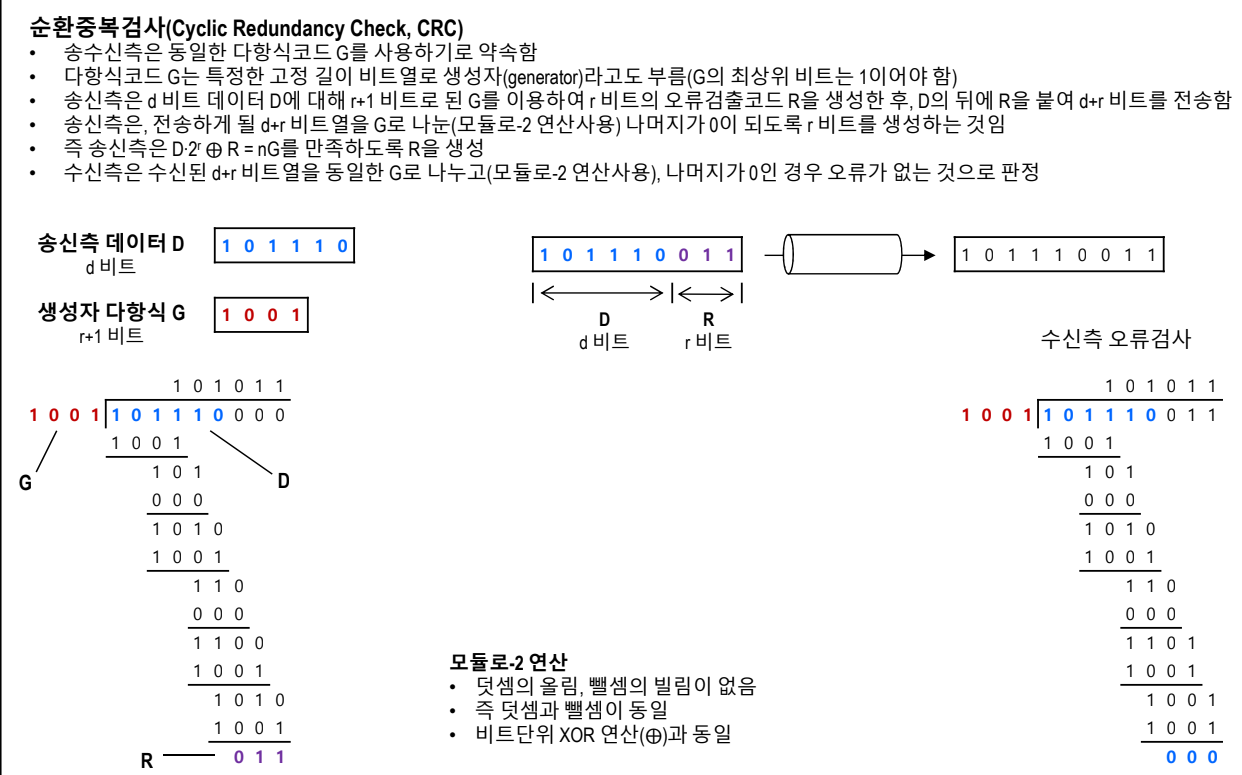 순환중복검사(Cyclic Redundancy Check, CRC)
• 송수신측은 동일한 다항식코드 G를 사용하기로 약속함
• 다항식코드 G는 특정한 고정 길이 비트열로 생성자(generator)라고도 부름(G의 최상위 비트는 1이어야 함)
• 송신측은 d 비트 데이터 D에 대해 r+1 비트로 된 G를 이용하여 r 비트의 오류검출코드 R을 생성한 후, D의 뒤에 R을 붙여 d+r 비트를 전송함
• 송신측은, 전송하게 될 d+r 비트열을 G로 나눈(모듈로-2 연산사용) 나머지가 0이 되도록 r 비트를 생성하는 것임
• 즉 송신측은 D·2ʳ ⊕ R = nG를 만족하도록 R을 생성
• 수신측은 수신된 d+r 비트열을 동일한 G로 나누고(모듈로-2 연산사용), 나머지가 0인 경우 오류가 없는 것으로 판정
송신측 데이터 D
d 비트
1 0 1 1 1 0
생성자 다항식 G
r+1 비트
1 0 0 1
1 0 1 1 1 0 0 1 1
D
d 비트
R
r 비트
1 0 1 1 1 0 0 1 1
1 0 1 0 1 1
1 0 0 1 1 0 1 1 1 0 0 0 0
1 0 0 1
G
1 0 1
D
0 0 0
1 0 1 0
1 0 0 1
1 1 0
0 0 0
1 1 0 0
1 0 0 1
1 0 1 0
1 0 0 1
R 0 1 1
모듈로-2 연산
• 덧셈의 올림, 뺄셈의 빌림이 없음
• 즉 덧셈과 뺄셈이 동일
• 비트단위 XOR 연산(⊕)과 동일
수신측 오류검사
1 0 1 0 1 1
1 0 0 1 1 0 1 1 1 0 0 1 1
1 0 0 1
1 0 1
0 0 0
1 0 1 0
1 0 0 1
1 1 0
0 0 0
1 1 0 1
1 0 0 1
1 0 0 1
1 0 0 1
0 0 0